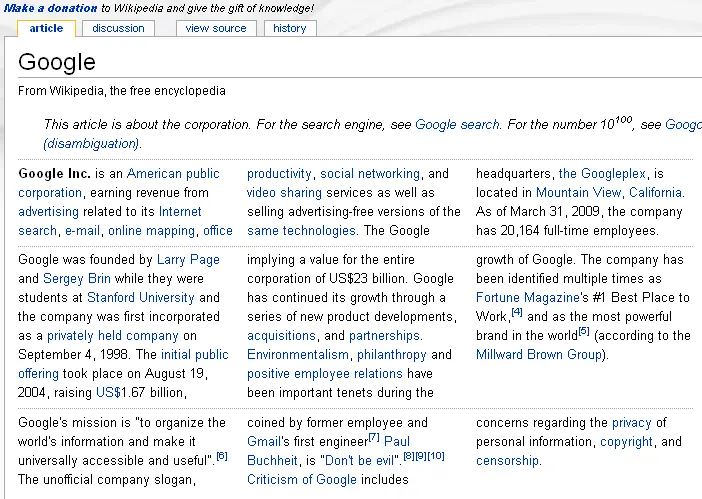 Make a donation to Wikipedia and give the gift of knowledge!
article
discussion
view source
history
Google
From Wikipedia, the free encyclopedia
This article is about the corporation. For the search engine, see Google search. For the number 10¹⁰⁰, see
(disambiguation).
Google Inc. is an American public
corporation, earning revenue from
advertising related to its Internet
search, e-mail, online mapping, office
productivity, social networking, and
video sharing services as well as
selling advertising-free versions of the
same technologies. The Google
headquarters, the Googleplex, is
located in Mountain View, California.
As of March 31, 2009, the company
has 20,164 full-time employees.
Google was founded by Larry Page
and Sergey Brin while they were
students at Stanford University and
the company was first incorporated
as a privately held company on
September 4, 1998. The initial public
offering took place on August 19,
2004, raising US$1.67 billion,
implying a value for the entire
corporation of US$23 billion. Google
has continued its growth through a
series of new product developments,
acquisitions, and partnerships.
Environmentalism, philanthropy and
positive employee relations have
been important tenets during the
growth of Google. The company has
been identified multiple times as
Fortune Magazine's #1 Best Place to
Work,[4] and as the most powerful
brand in the world[5] (according to the
Millward Brown Group).
Google's mission is "to organize the
world's information and make it
universally accessible and useful".[6]
The unofficial company slogan,
coined by former employee and
Gmail's first engineer[7] Paul
Buchheit, is "Don't be evil".[8][9][10]
Criticism of Google includes
concerns regarding the privacy of
personal information, copyright, and
censorship.